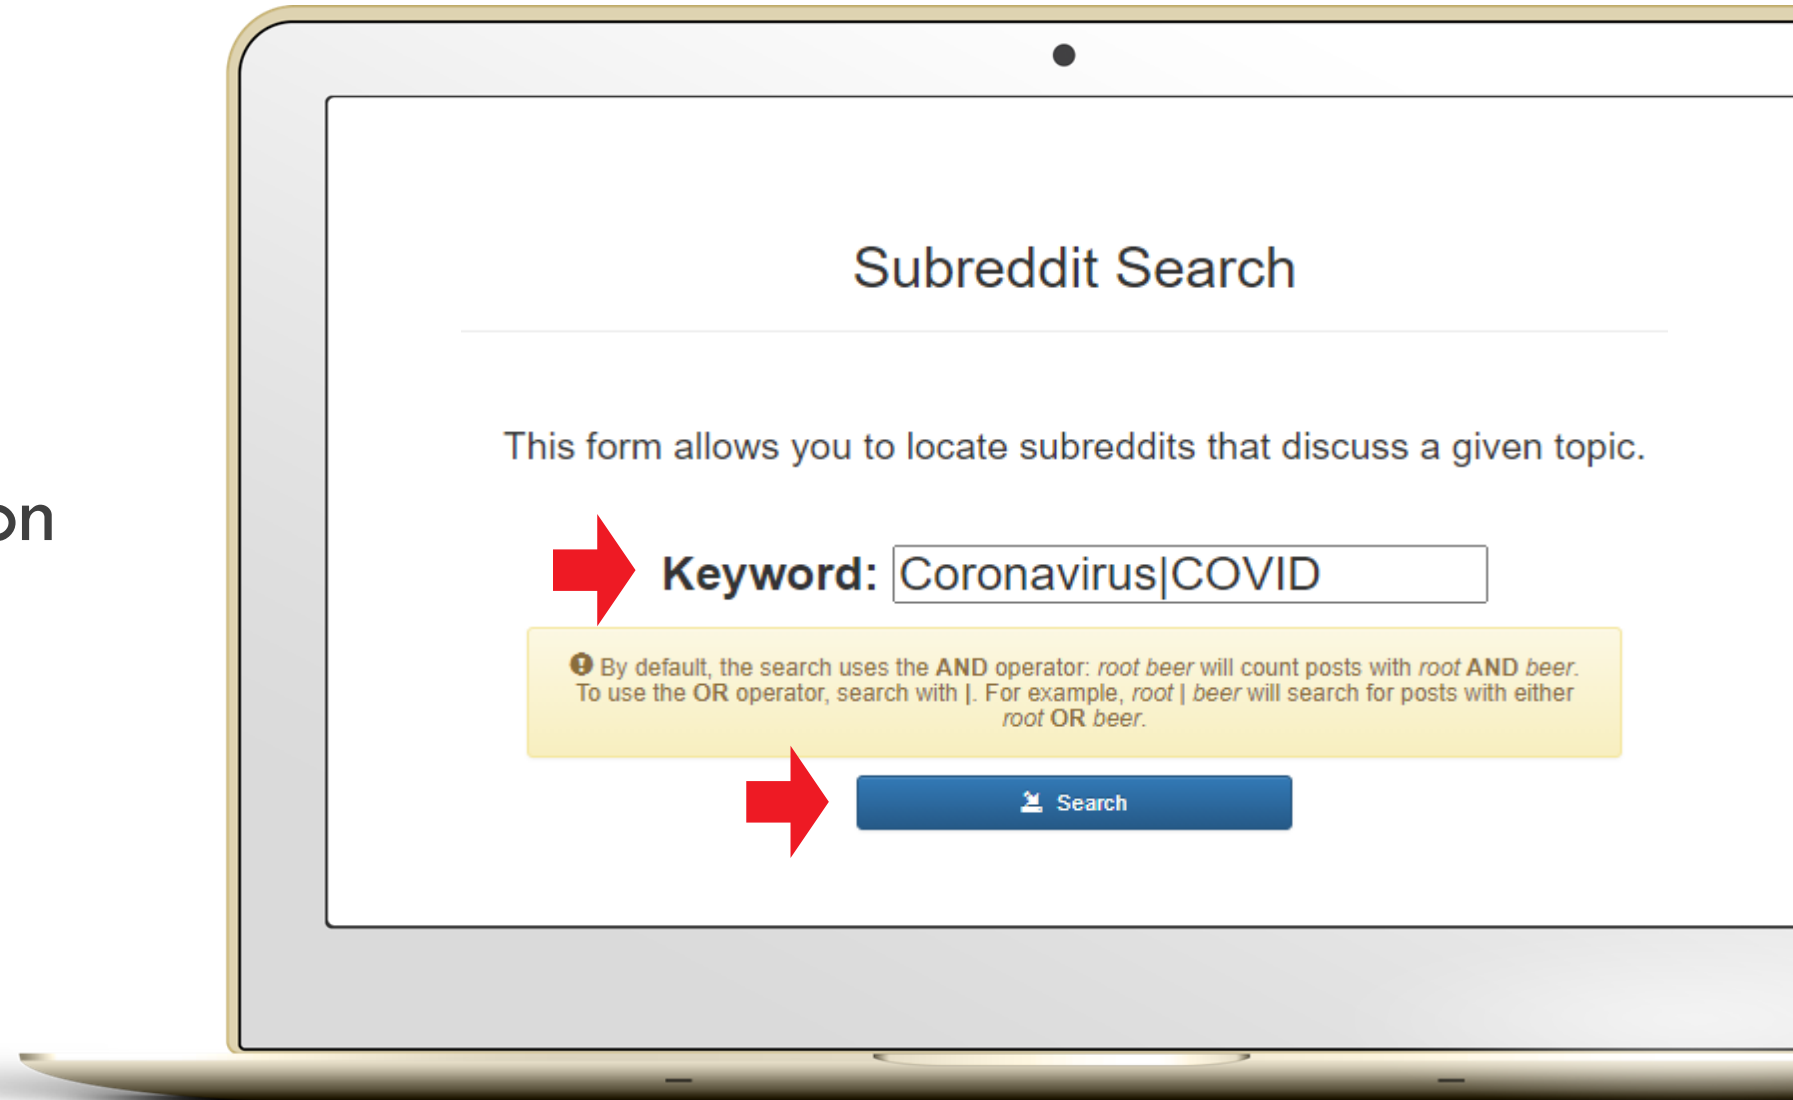 Subreddit Search
This form allows you to locate subreddits that discuss a given topic.
on
Keyword: Coronavirus|COVID
By default, the search uses the AND operator: root beer will count posts with root AND beer.
To use the OR operator, search with |. For example, root | beer will search for posts with either
root OR beer.
Search